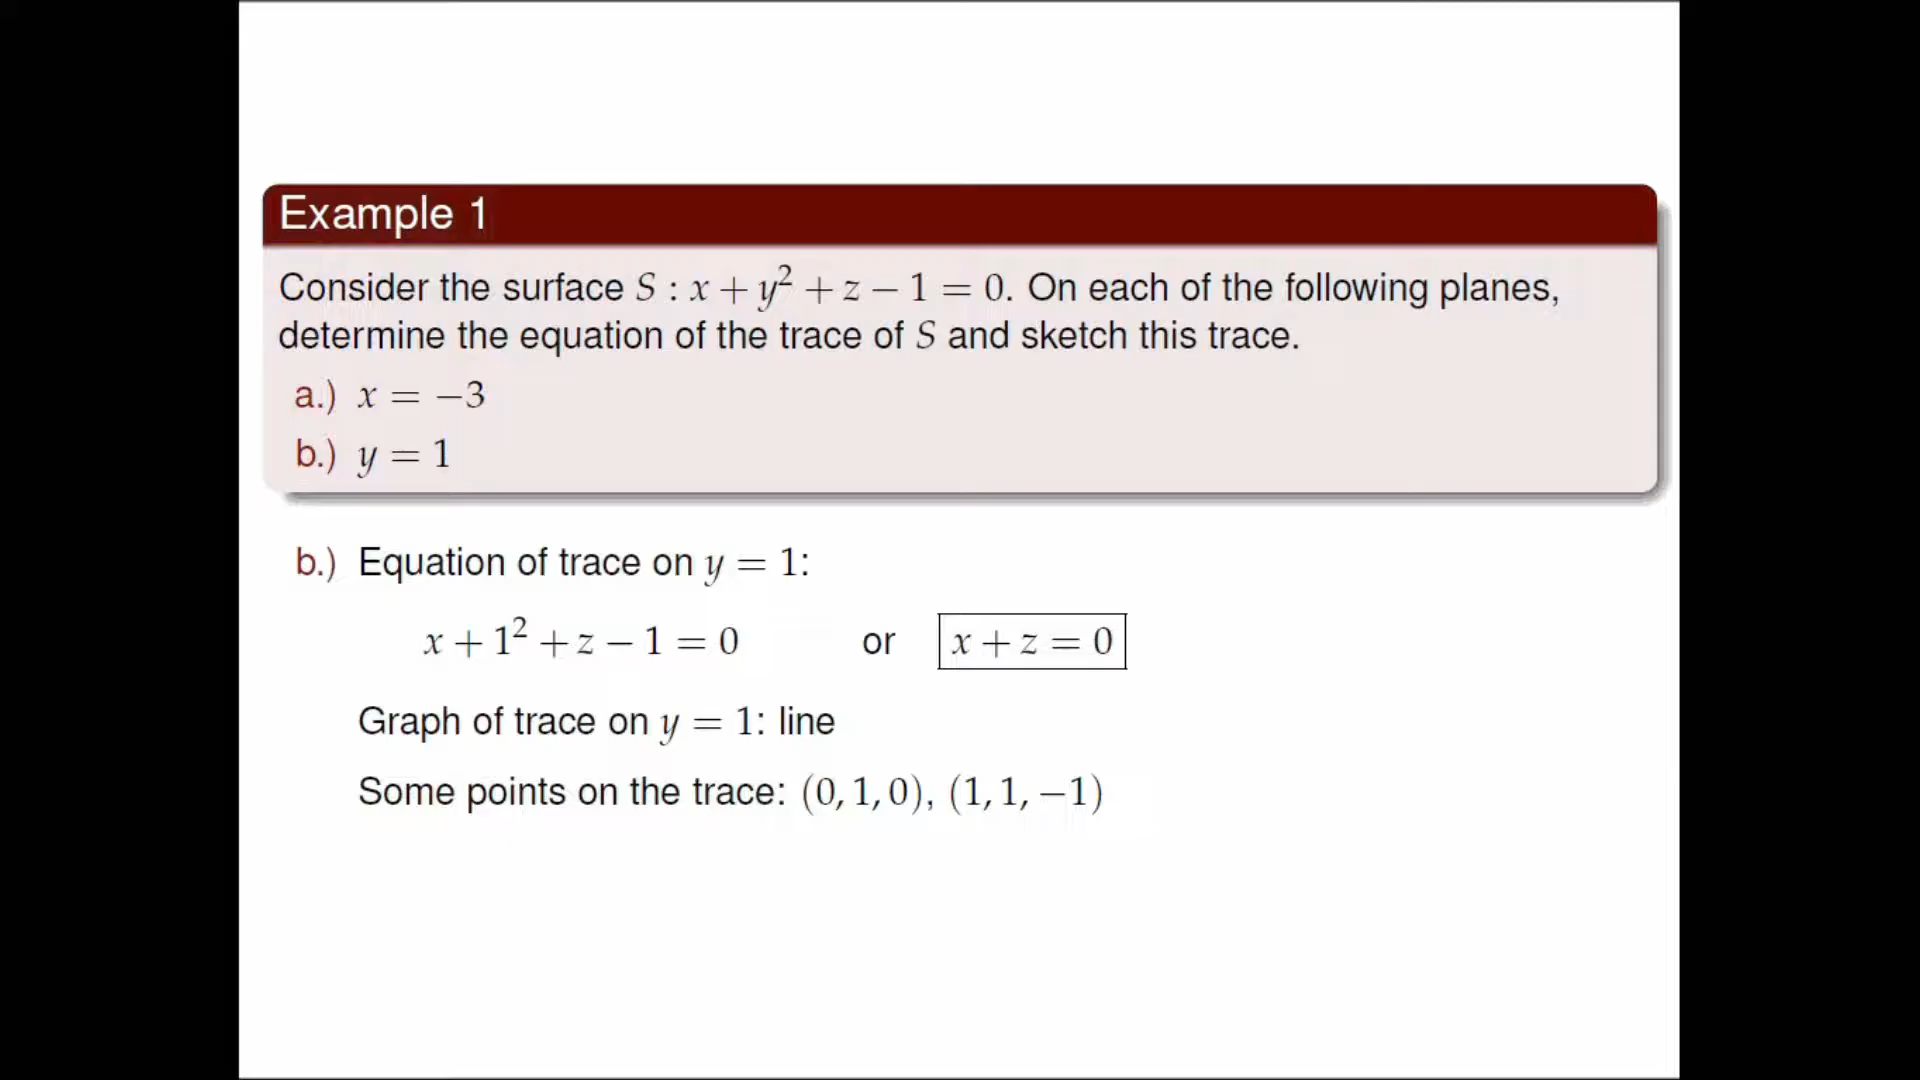 Example 1
Consider the surface S : x + y² + z − 1 = 0. On each of the following planes,
determine the equation of the trace of S and sketch this trace.
a.) x = −3
b.) y = 1
b.) Equation of trace on y = 1:
x + 1² + z − 1 = 0 or x + z = 0
Graph of trace on y = 1: line
Some points on the trace: (0, 1, 0), (1, 1, −1)